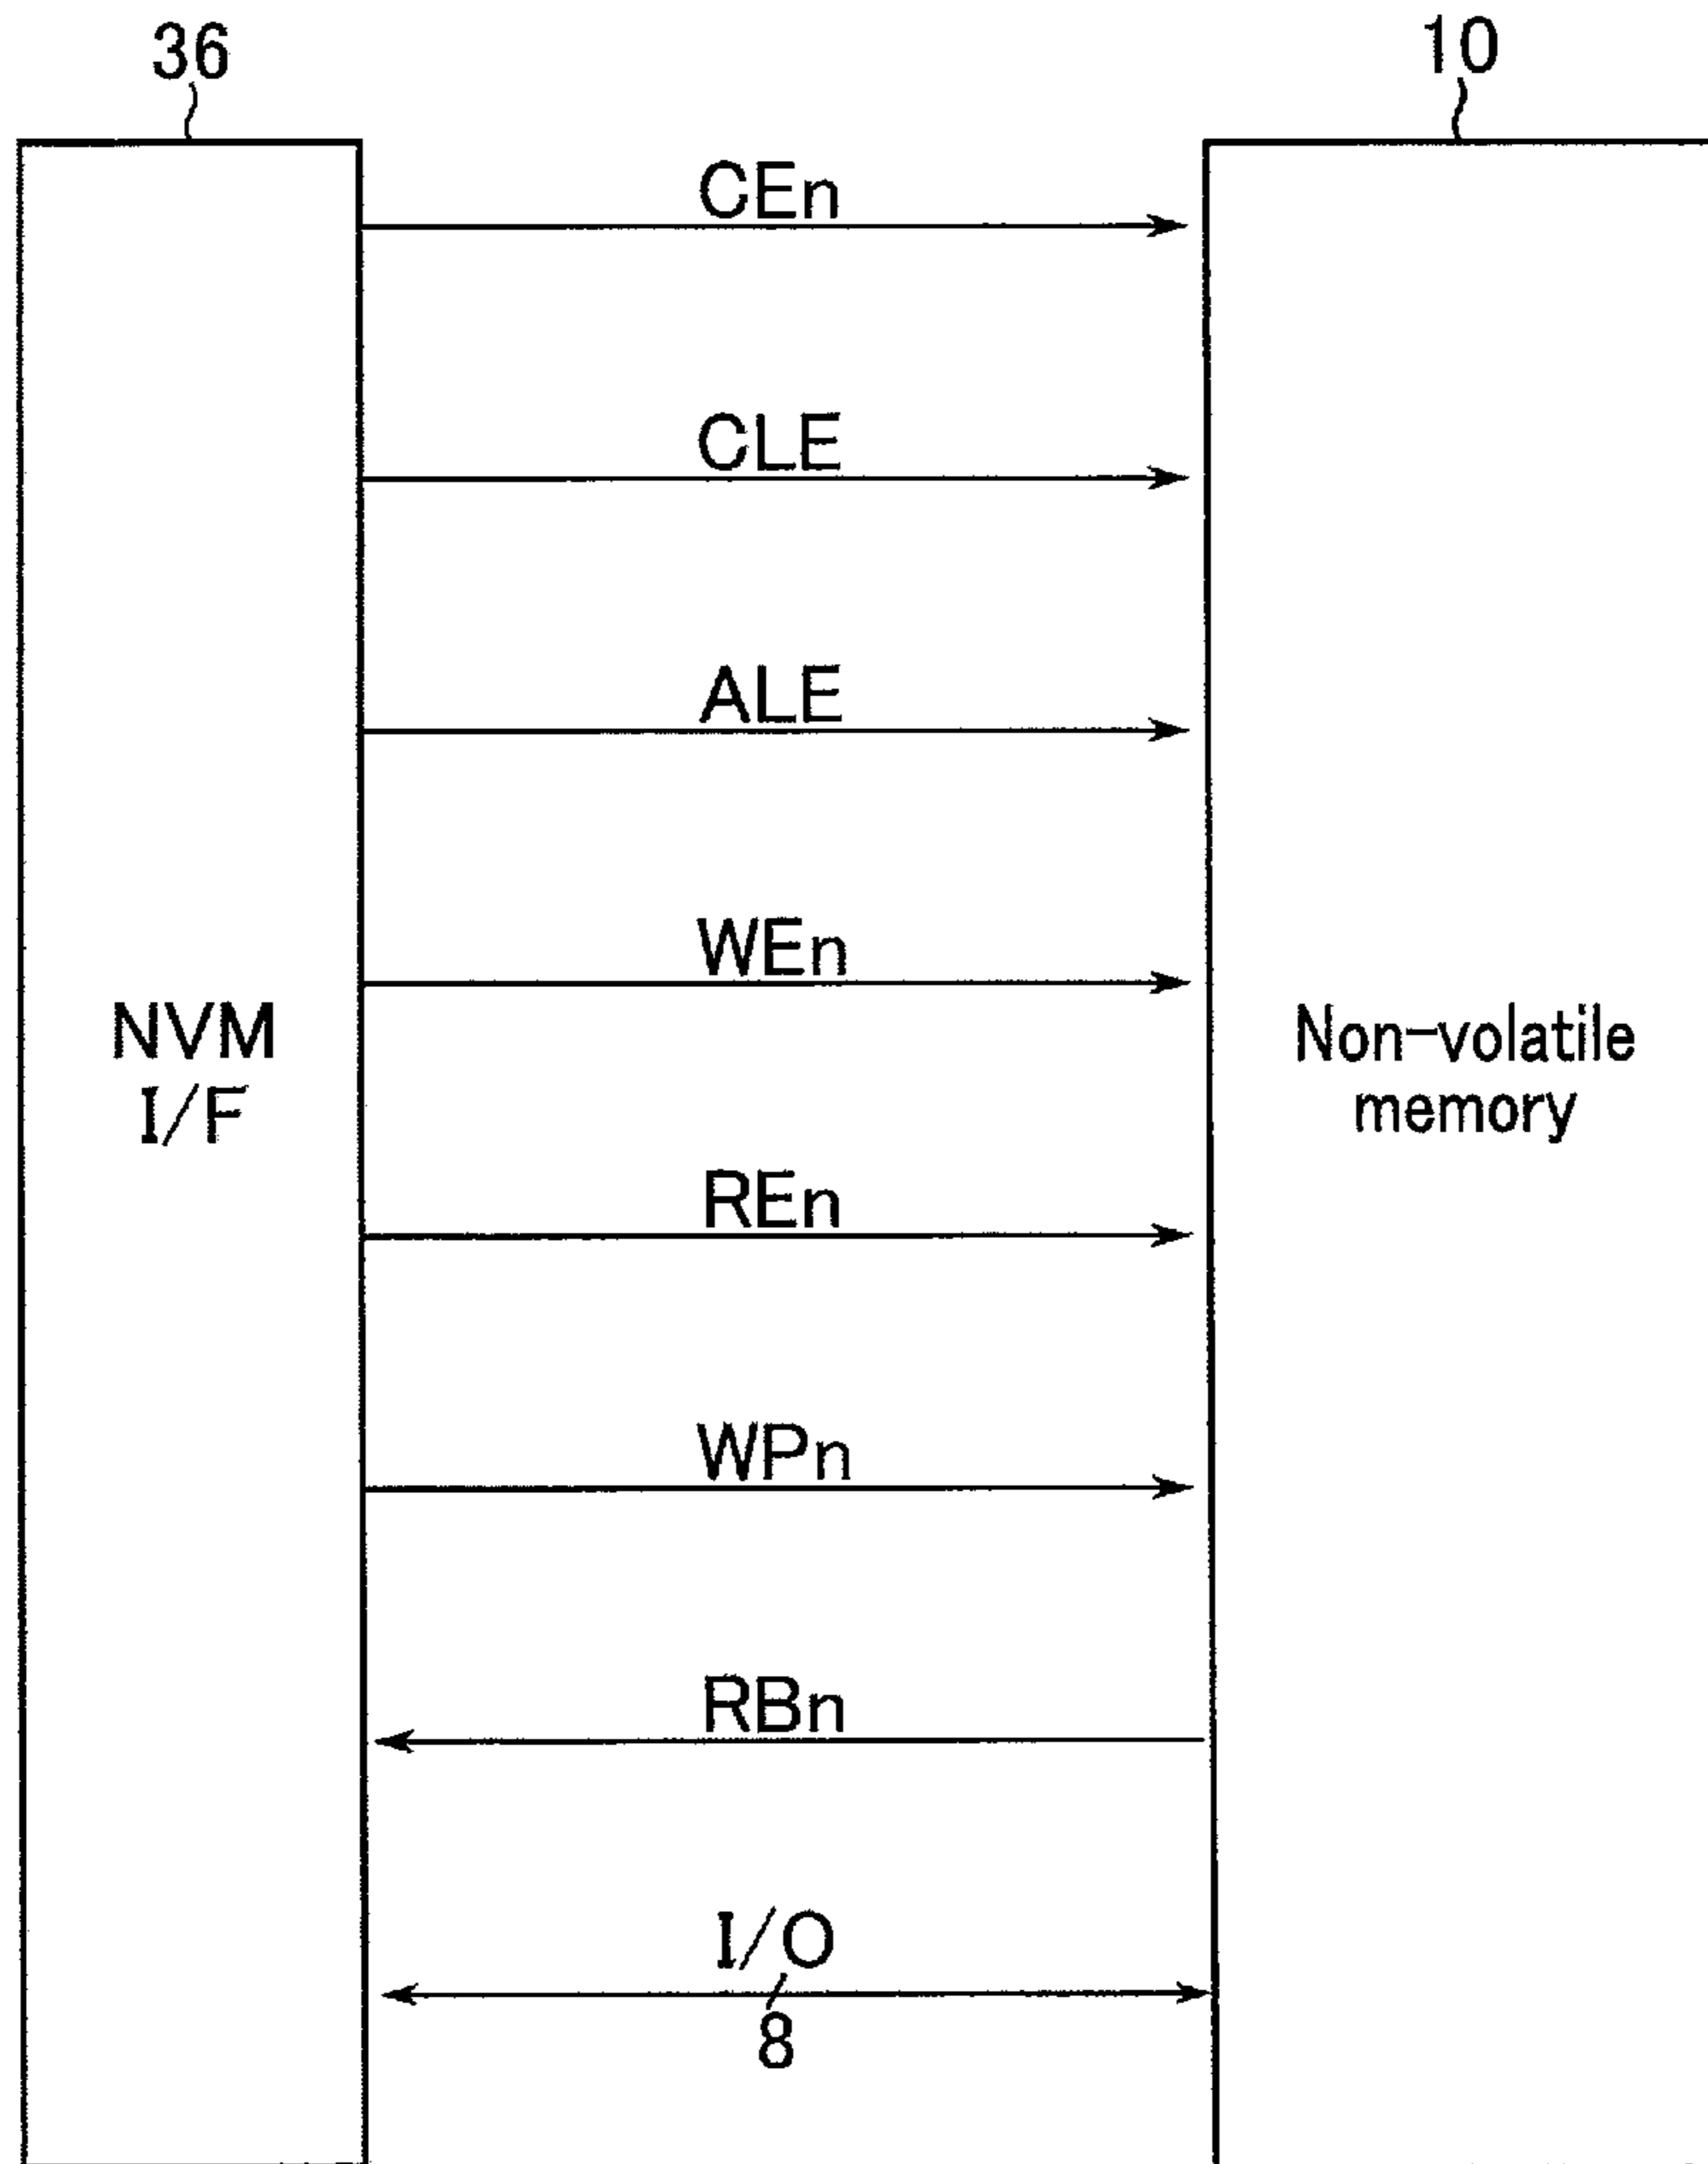 36
10
CEn
CLE
ALE
WEn
NVM
I/F
Non-volatile
memory
REn
WPn
RBn
I/O
8